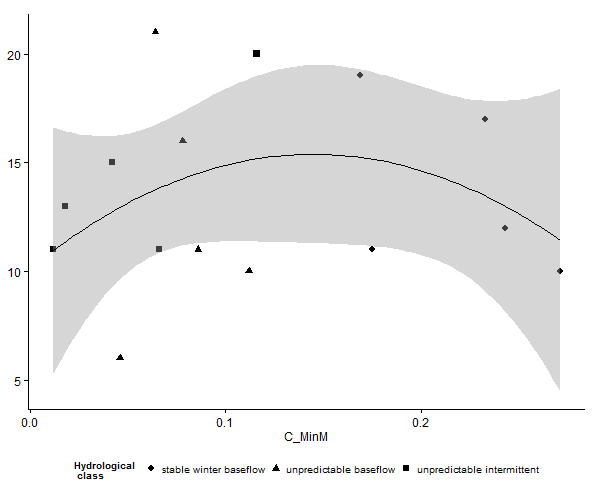 20
15
10
5
0.0 0.1 0.2
C_MinM
Hydrological
class
stable winter baseflow unpredictable baseflow unpredictable intermittent